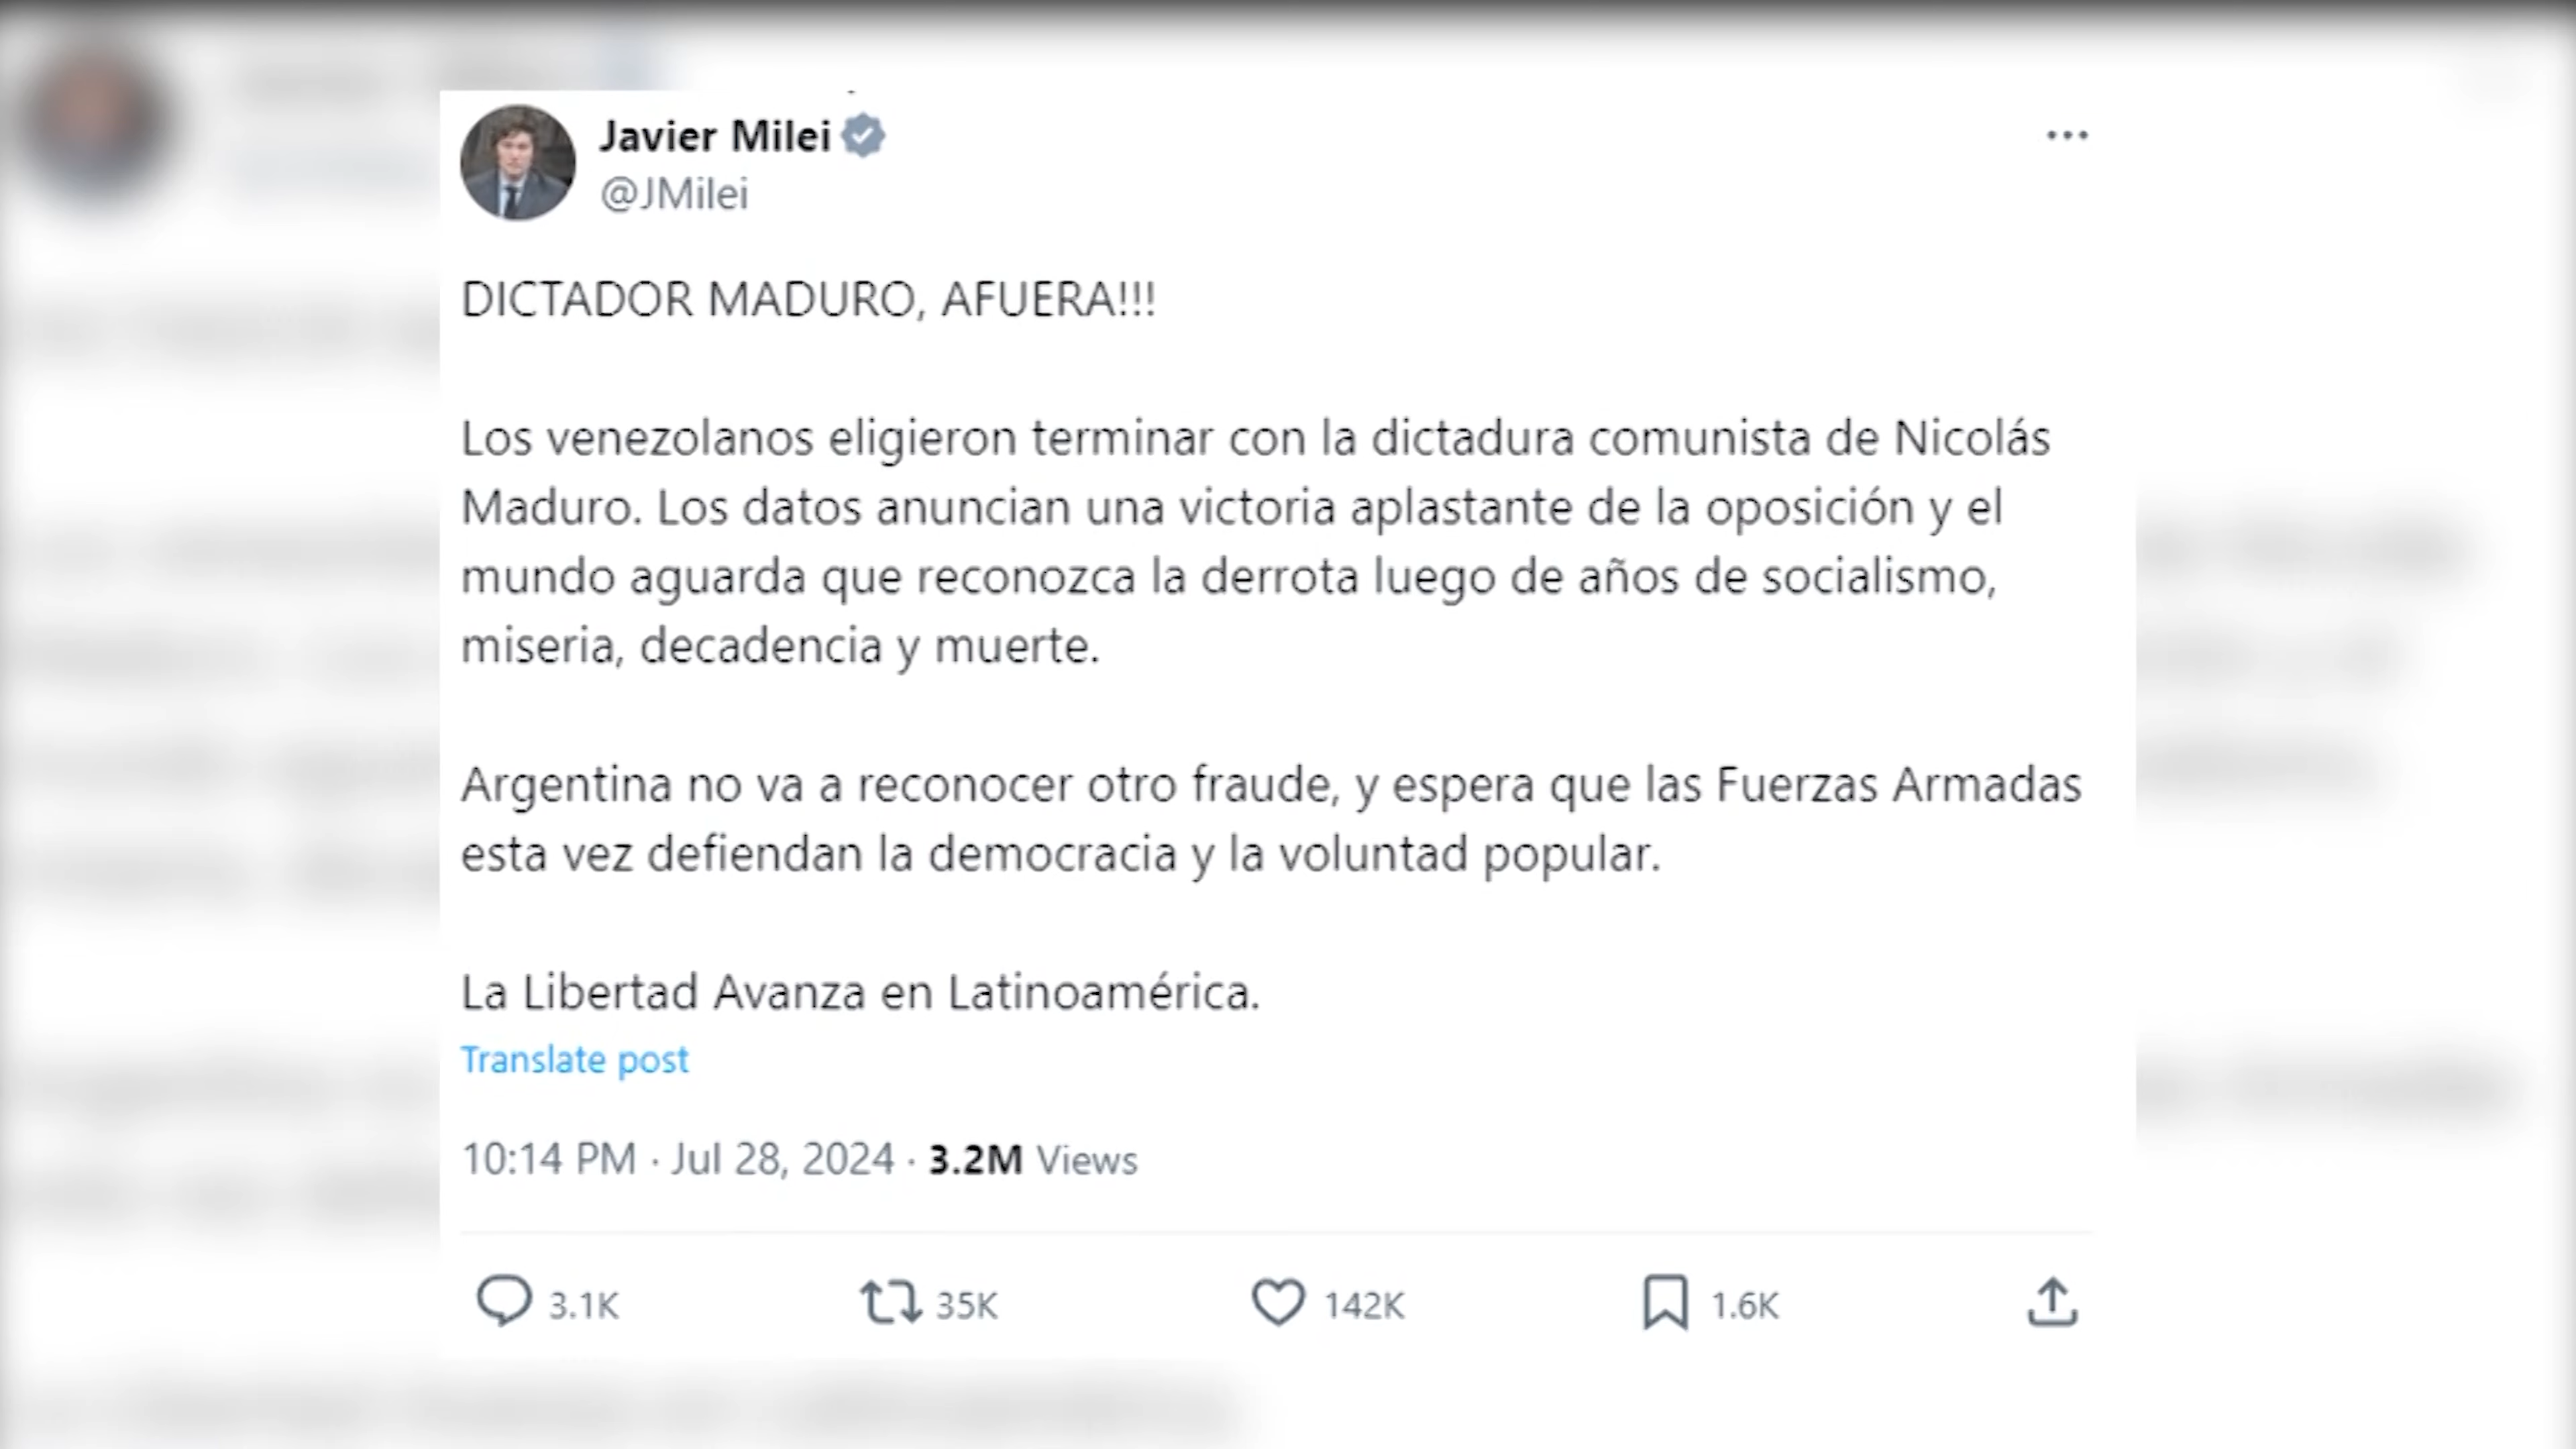 Javier Milei
@JMilei
DICTADOR MADURO, AFUERA!!!
Los venezolanos eligieron terminar con la dictadura comunista de Nicolás
Maduro. Los datos anuncian una victoria aplastante de la oposición y el
mundo aguarda que reconozca la derrota luego de años de socialismo,
miseria, decadencia y muerte.
Argentina no va a reconocer otro fraude, y espera que las Fuerzas Armadas
esta vez defiendan la democracia y la voluntad popular.
La Libertad Avanza en Latinoamérica.
Translate post
10:14 PM · Jul 28, 2024 · 3.2M Views
3.1K 35K 142K 1.6K